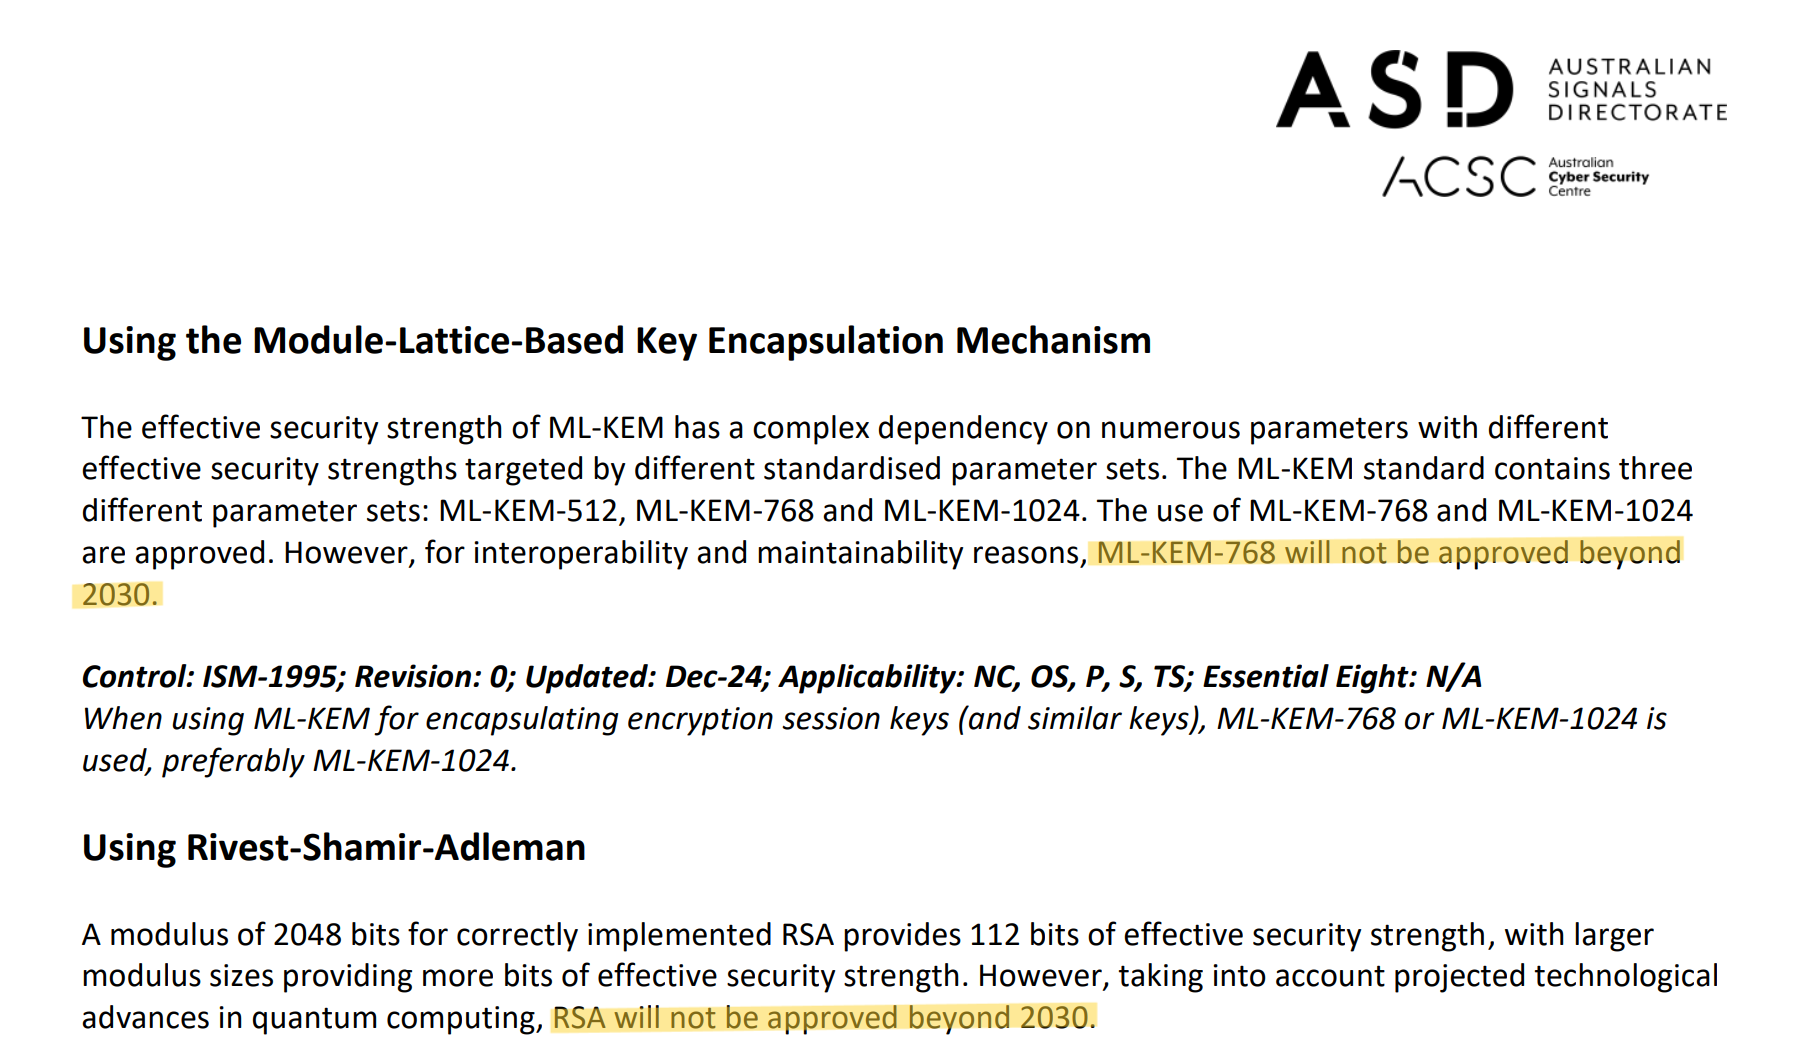 ASD AUSTRALIAN
SIGNALS
DIRECTORATE
ACSC Australian
Cyber Security
Centre
Using the Module-Lattice-Based Key Encapsulation Mechanism
The effective security strength of ML-KEM has a complex dependency on numerous parameters with different
effective security strengths targeted by different standardised parameter sets. The ML-KEM standard contains three
different parameter sets: ML-KEM-512, ML-KEM-768 and ML-KEM-1024. The use of ML-KEM-768 and ML-KEM-1024
are approved. However, for interoperability and maintainability reasons, ML-KEM-768 will not be approved beyond
2030.
Control: ISM-1995; Revision: 0; Updated: Dec-24; Applicability: NC, OS, P, S, TS; Essential Eight: N/A
When using ML-KEM for encapsulating encryption session keys (and similar keys), ML-KEM-768 or ML-KEM-1024 is
used, preferably ML-KEM-1024.
Using Rivest-Shamir-Adleman
A modulus of 2048 bits for correctly implemented RSA provides 112 bits of effective security strength, with larger
modulus sizes providing more bits of effective security strength. However, taking into account projected technological
advances in quantum computing, RSA will not be approved beyond 2030.